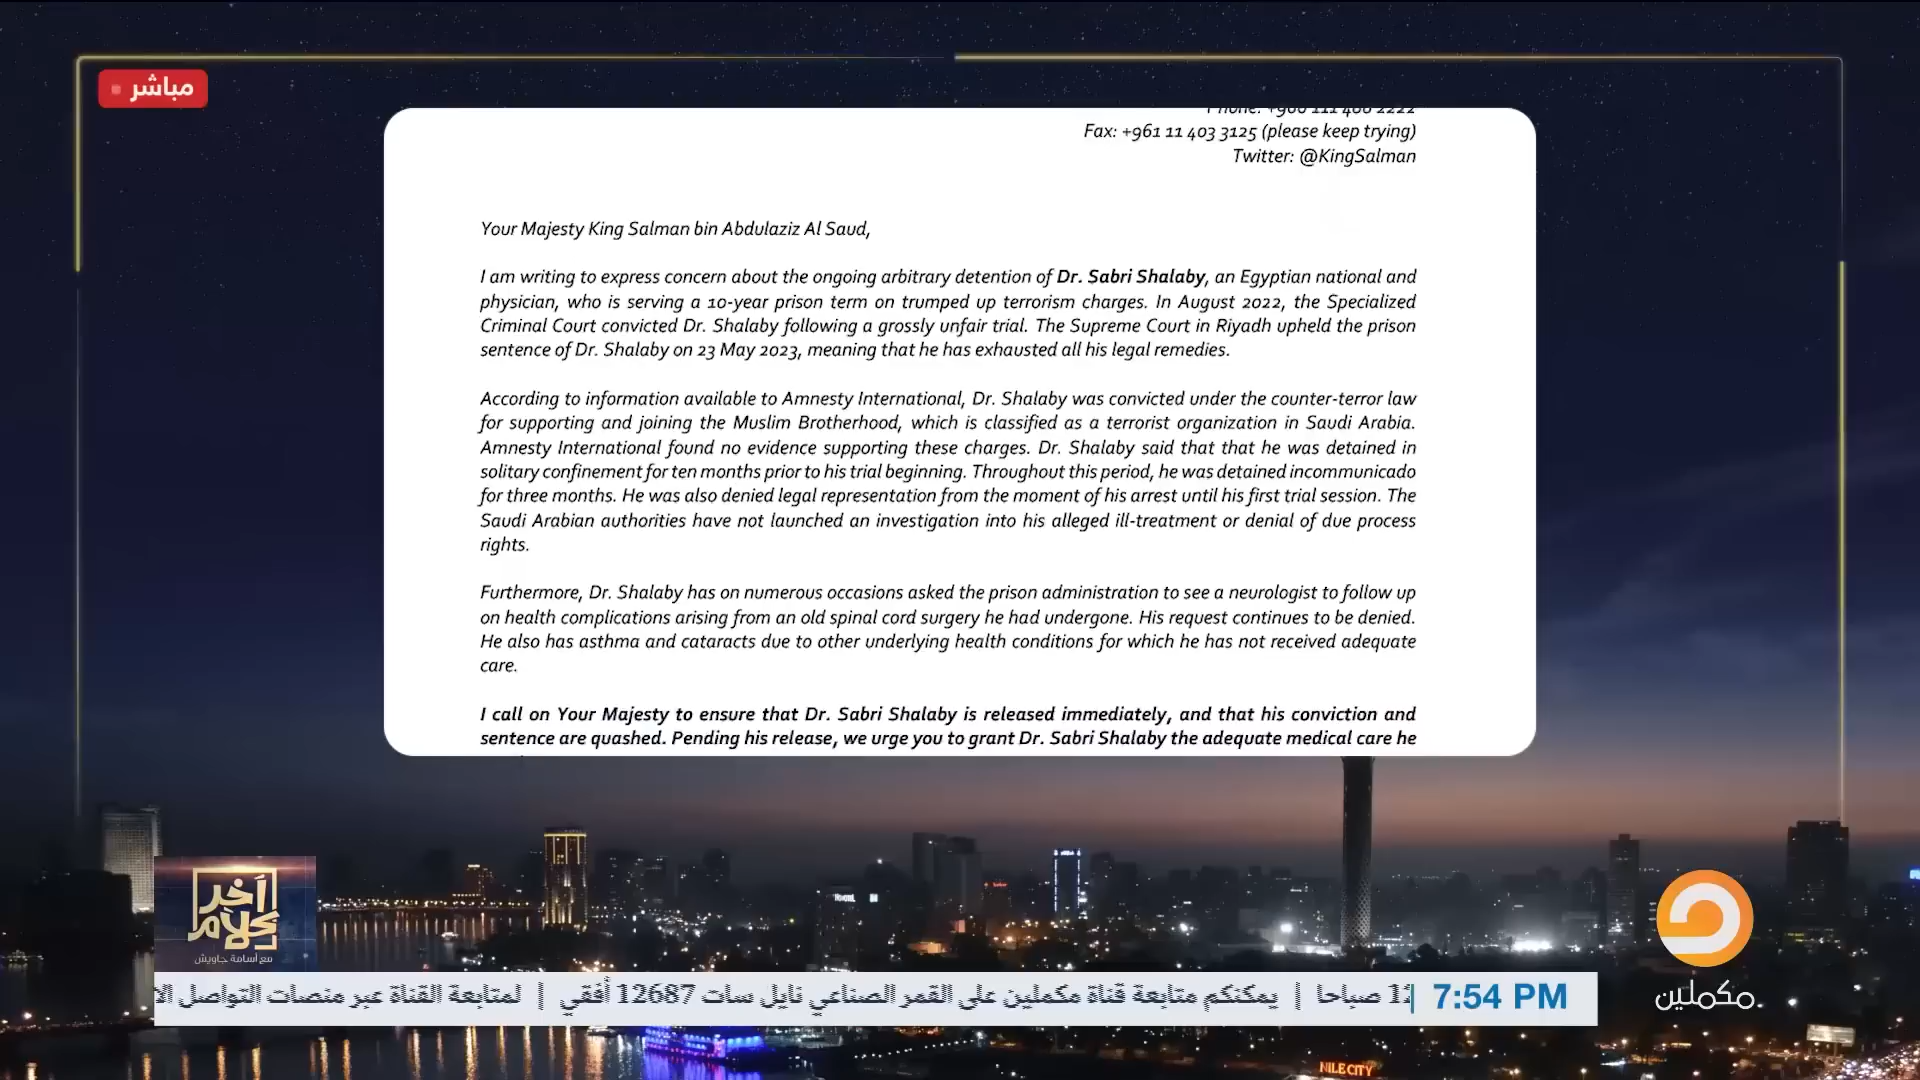 مباشر
Phone: +966 111 488 2222
Fax: +961 11 403 3125 (please keep trying)
Twitter: @KingSalman
Your Majesty King Salman bin Abdulaziz Al Saud,
I am writing to express concern about the ongoing arbitrary detention of Dr. Sabri Shalaby, an Egyptian national and
physician, who is serving a 10-year prison term on trumped up terrorism charges. In August 2022, the Specialized
Criminal Court convicted Dr. Shalaby following a grossly unfair trial. The Supreme Court in Riyadh upheld the prison
sentence of Dr. Shalaby on 23 May 2023, meaning that he has exhausted all his legal remedies.
According to information available to Amnesty International, Dr. Shalaby was convicted under the counter-terror law
for supporting and joining the Muslim Brotherhood, which is classified as a terrorist organization in Saudi Arabia.
Amnesty International found no evidence supporting these charges. Dr. Shalaby said that that he was detained in
solitary confinement for ten months prior to his trial beginning. Throughout this period, he was detained incommunicado
for three months. He was also denied legal representation from the moment of his arrest until his first trial session. The
Saudi Arabian authorities have not launched an investigation into his alleged ill-treatment or denial of due process
rights.
Furthermore, Dr. Shalaby has on numerous occasions asked the prison administration to see a neurologist to follow up
on health complications arising from an old spinal cord surgery he had undergone. His request continues to be denied.
He also has asthma and cataracts due to other underlying health conditions for which he has not received adequate
care.
I call on Your Majesty to ensure that Dr. Sabri Shalaby is released immediately, and that his conviction and
sentence are quashed. Pending his release, we urge you to grant Dr. Sabri Shalaby the adequate medical care he
آخر
كلام
مع أسامة جاويش
مكملين
12 صباحا | يمكنكم متابعة قناة مكملين على القمر الصناعي نايل سات 12687 أفقي | لمتابعة القناة عبر منصات التواصل الا
7:54 PM
NILE CITY